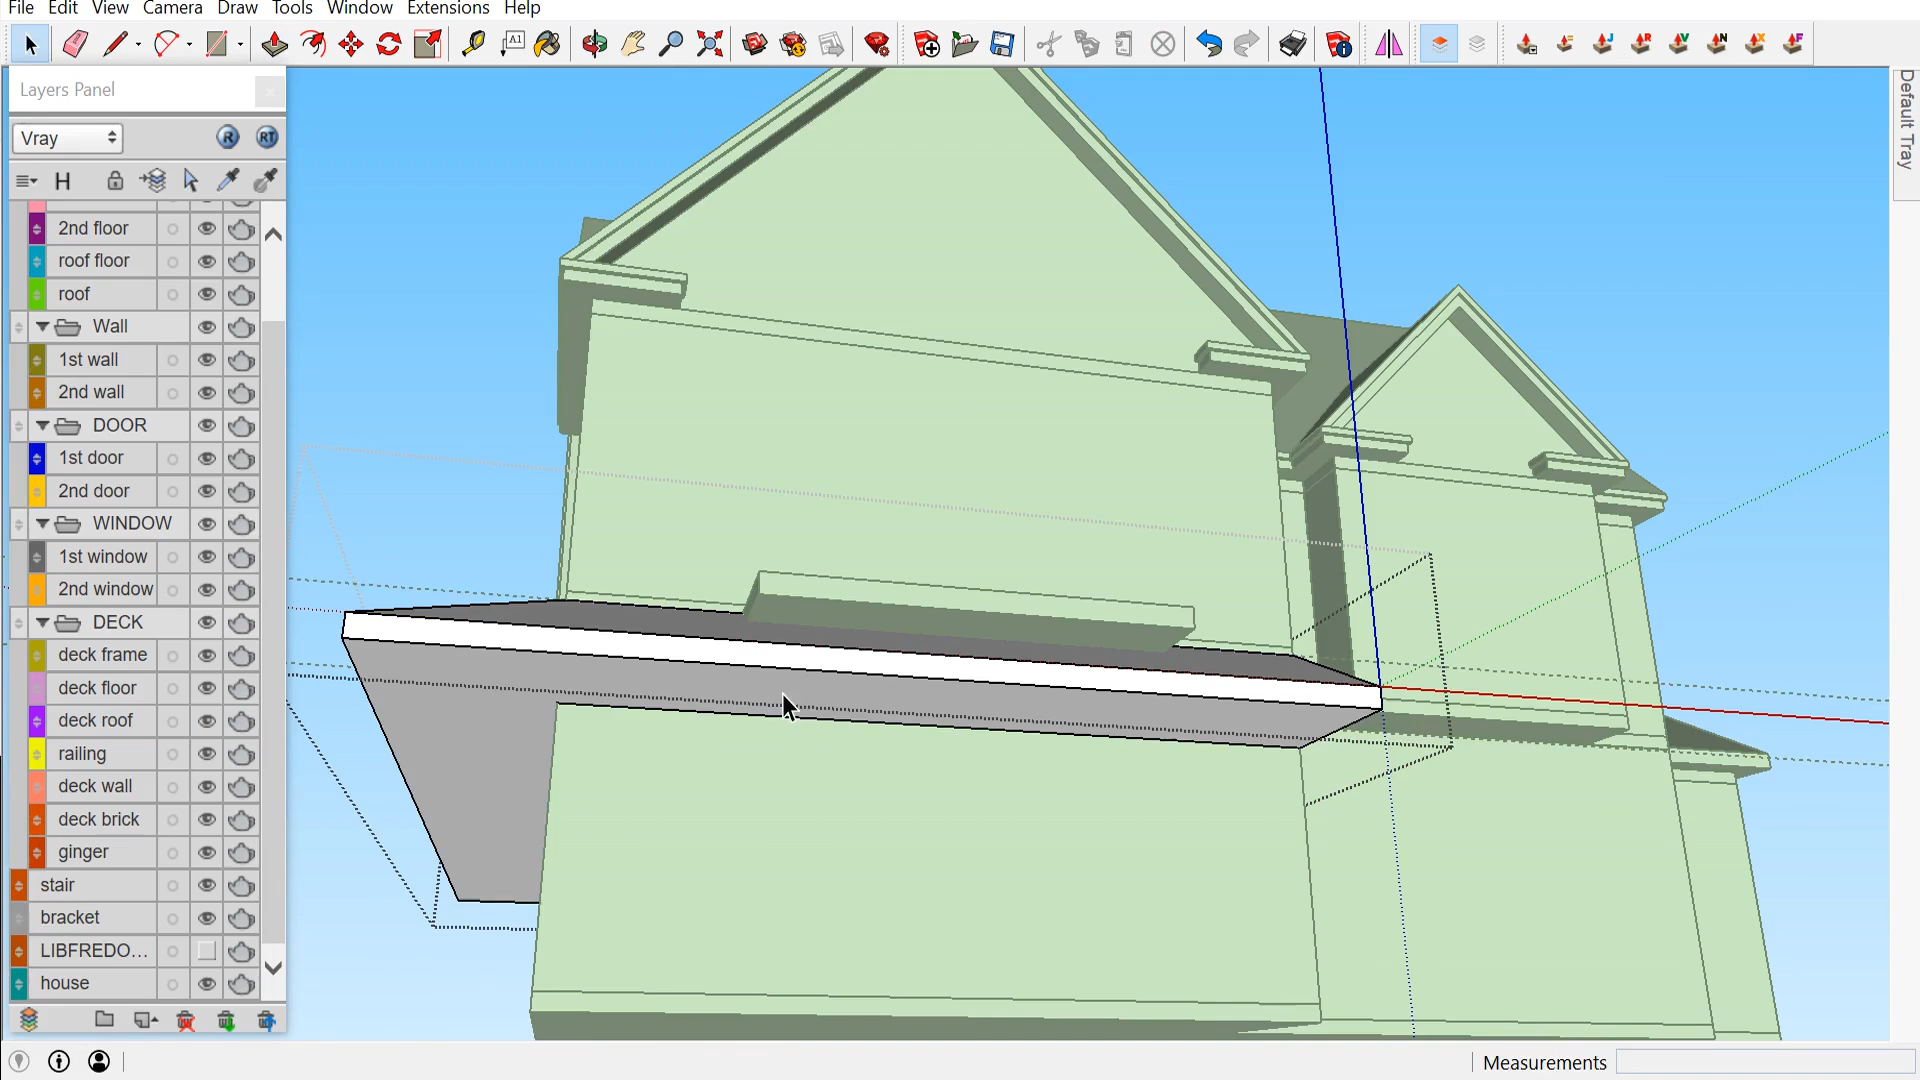 File Edit View Camera Draw Tools Window Extensions Help
A1
J R V N X F
Layers Panel
Default Tray
Vray
R RT
H
2nd floor
roof floor
roof
Wall
1st wall
2nd wall
DOOR
1st door
2nd door
WINDOW
1st window
2nd window
DECK
deck frame
deck floor
deck roof
railing
deck wall
deck brick
ginger
stair
bracket
LIBFREDO...
house
Measurements